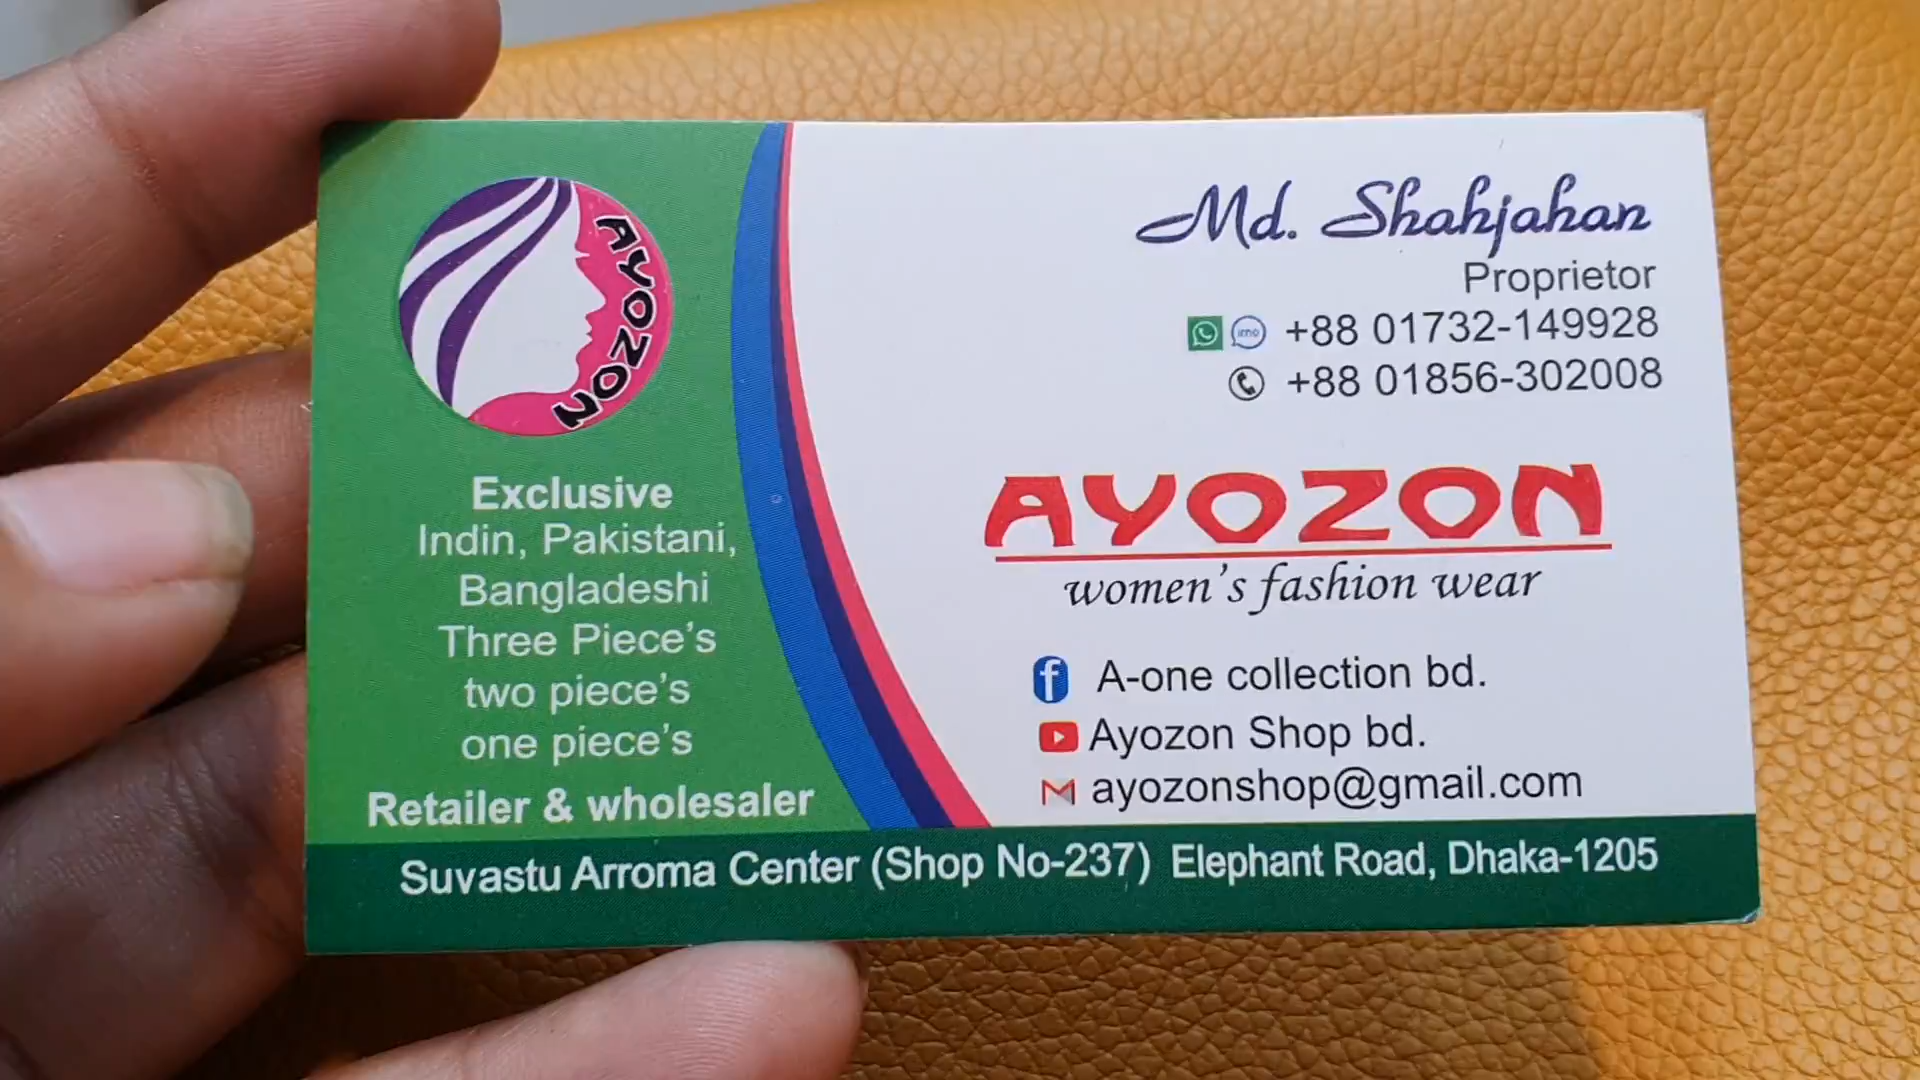 AYOZON
Exclusive
Indin, Pakistani,
Bangladeshi
Three Piece's
two piece's
one piece's
Retailer & wholesaler
Md. Shahjahan
Proprietor
imo +88 01732-149928
+88 01856-302008
AYOZON
women's fashion wear
f A-one collection bd.
Ayozon Shop bd.
ayozonshop@gmail.com
Suvastu Arroma Center (Shop No-237) Elephant Road, Dhaka-1205